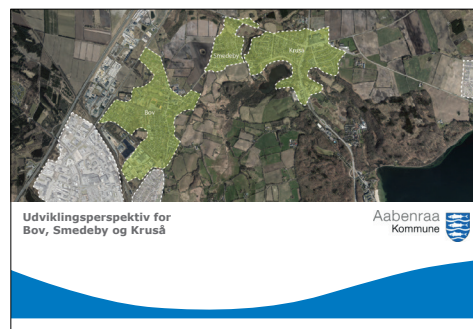 Smedeby
Kruså
Bov
Udviklingsperspektiv for
Bov, Smedeby og Kruså
Aabenraa
Kommune